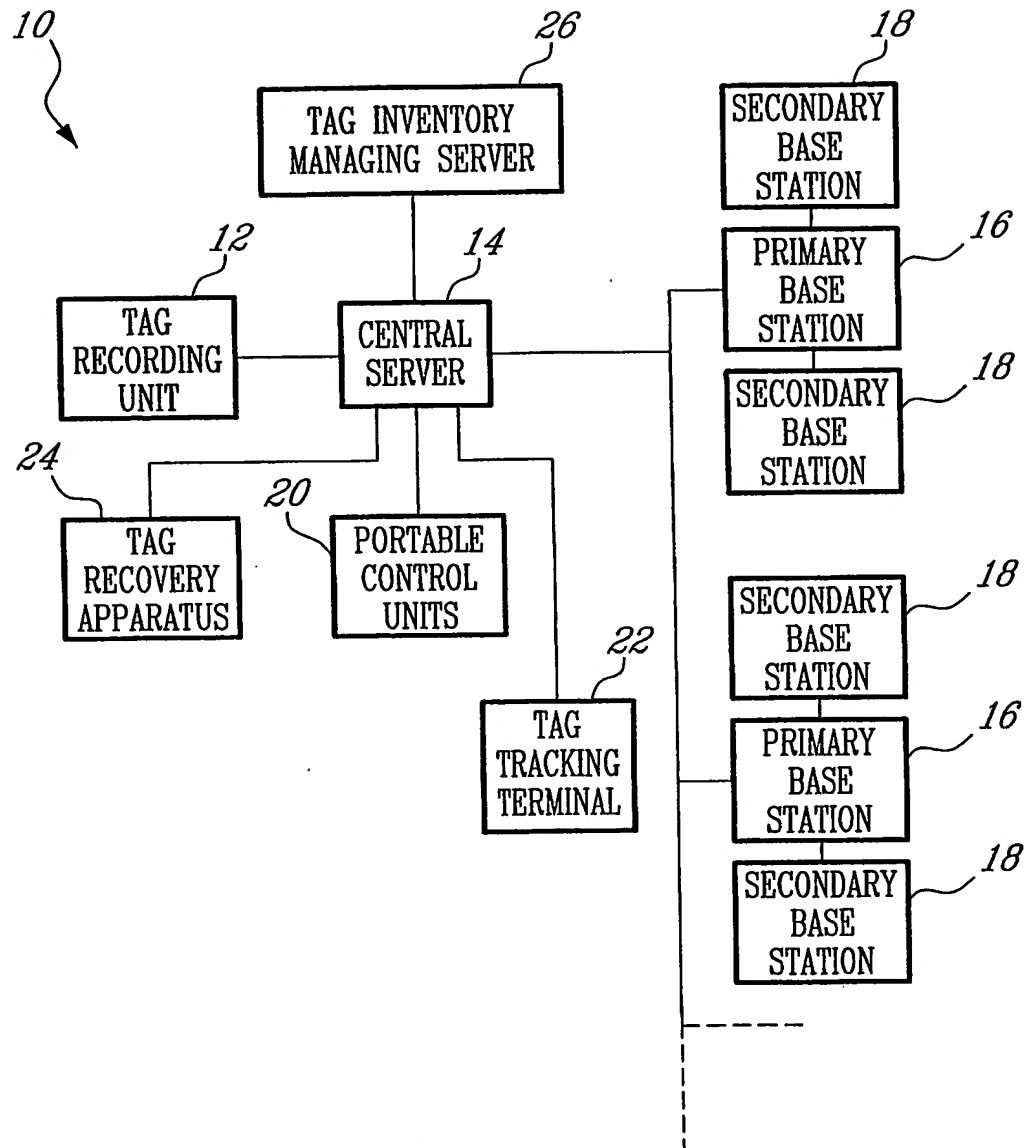 10
26
18
TAG INVENTORY
MANAGING SERVER
SECONDARY
BASE
STATION
12
14
16
TAG
RECORDING
UNIT
CENTRAL
SERVER
PRIMARY
BASE
STATION
18
SECONDARY
BASE
STATION
24
TAG
RECOVERY
APPARATUS
20
PORTABLE
CONTROL
UNITS
22
TAG
TRACKING
TERMINAL
18
SECONDARY
BASE
STATION
16
PRIMARY
BASE
STATION
18
SECONDARY
BASE
STATION